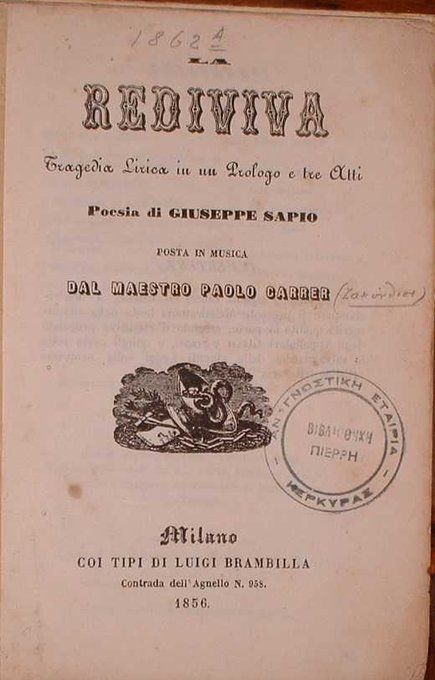 1862 A
LA
REDIVIVA
Tragedia Lirica in un Prologo e tre Atti
Poesia di GIUSEPPE SAPIO
POSTA IN MUSICA
DAL MAESTRO PAOLO CARRER
ΑΝΑΓΝΩΣΤΙΚΗ ΕΤΑΙΡΙΑ
ΒΙΒΛΙΟΘΗΚΗ
ΠΙΕΡΡΗ
ΚΕΡΚΥΡΑΣ
Milano
COI TIPI DI LUIGI BRAMBILLA
Contrada dell'Agnello N. 958.
1856.